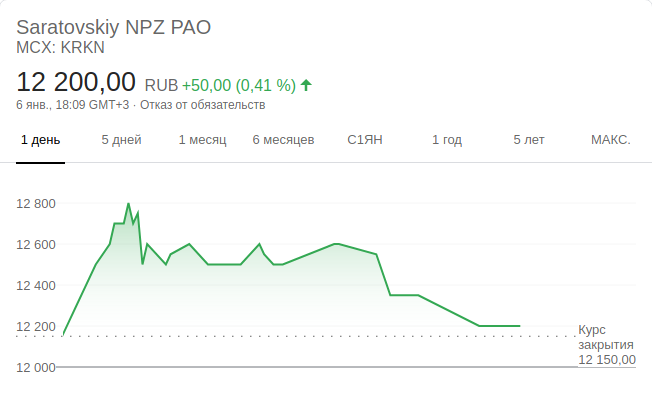 Saratovskiy NPZ PAO
MCX: KRKN
12 200,00 RUB +50,00 (0,41 %)
6 янв., 18:09 GMT+3 · Отказ от обязательств
1 день 5 дней 1 месяц 6 месяцев С1ЯН 1 год 5 лет МАКС.
12 800
12 600
12 400
12 200
Курс
закрытия
12 150,00
12 000